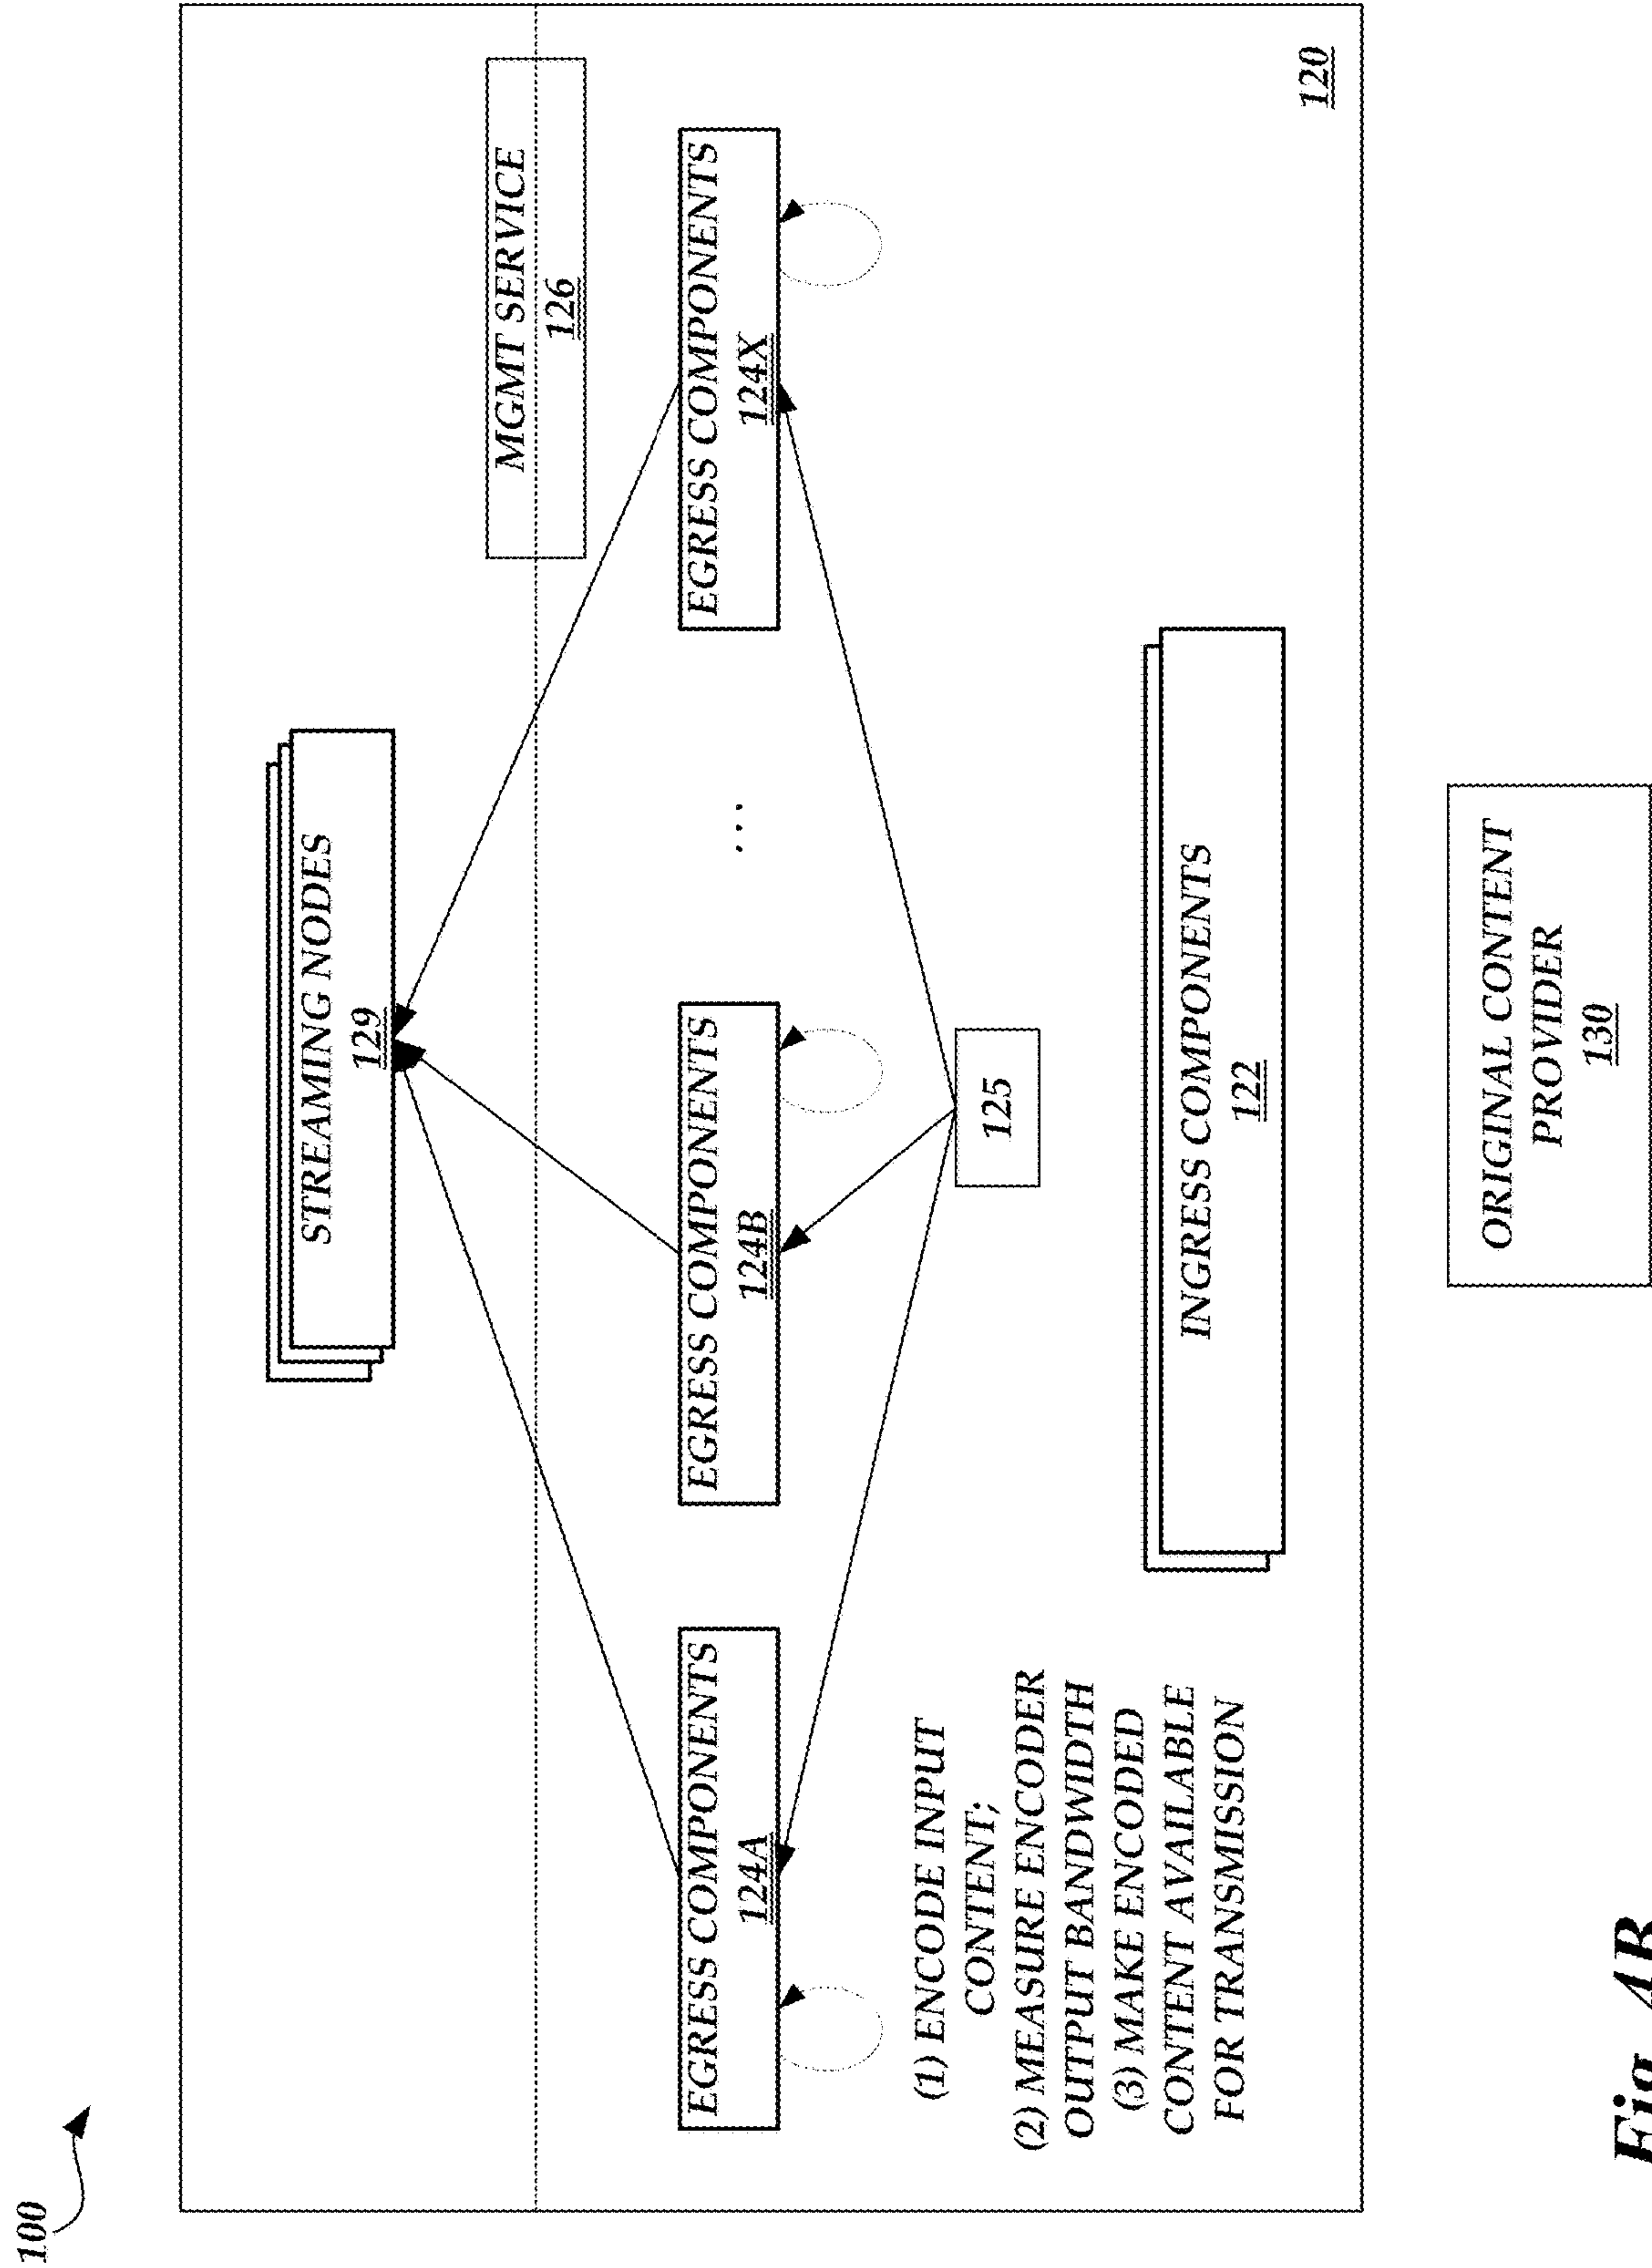 100
STREAMING NODES
129
MGMT SERVICE
126
EGRESS COMPONENTS
124A
EGRESS COMPONENTS
124B
...
EGRESS COMPONENTS
124X
(1) ENCODE INPUT
CONTENT;
(2) MEASURE ENCODER
OUTPUT BANDWIDTH
(3) MAKE ENCODED
CONTENT AVAILABLE
FOR TRANSMISSION
125
INGRESS COMPONENTS
122
120
ORIGINAL CONTENT
PROVIDER
130
Fig. 4B